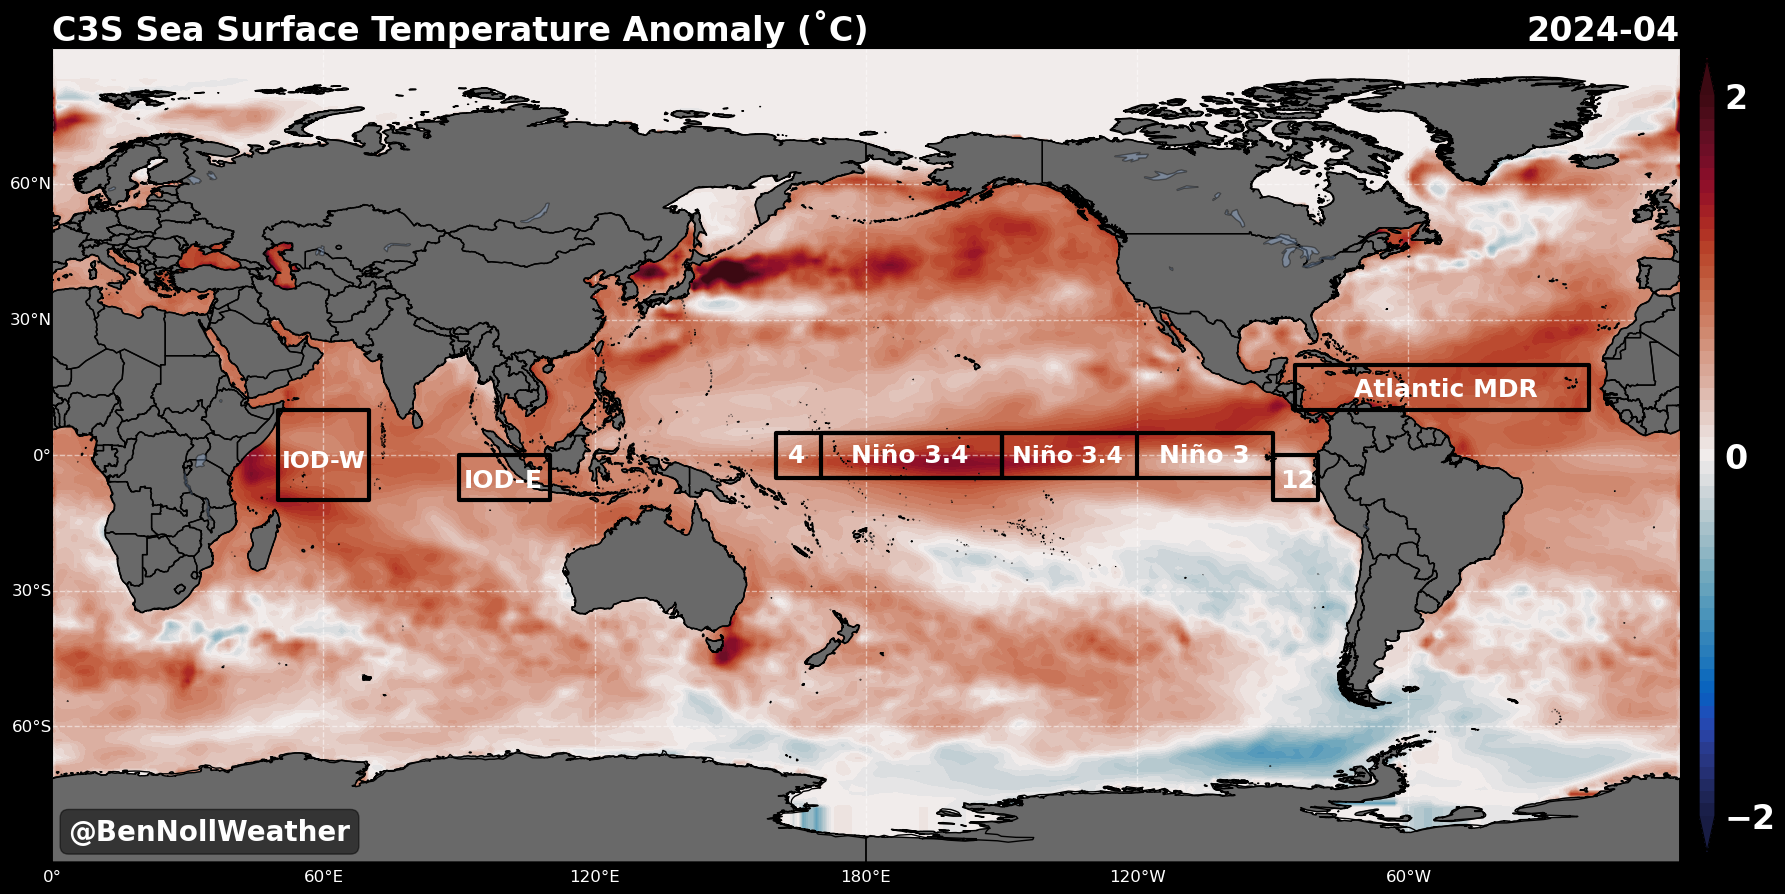 C3S Sea Surface Temperature Anomaly (˚C)
2024-04
2
60°N
30°N
Atlantic MDR
0°
IOD-W
IOD-E
4
Niño 3.4
Niño 3.4
Niño 3
12
0
30°S
60°S
@BenNollWeather
−2
0°
60°E
120°E
180°E
120°W
60°W